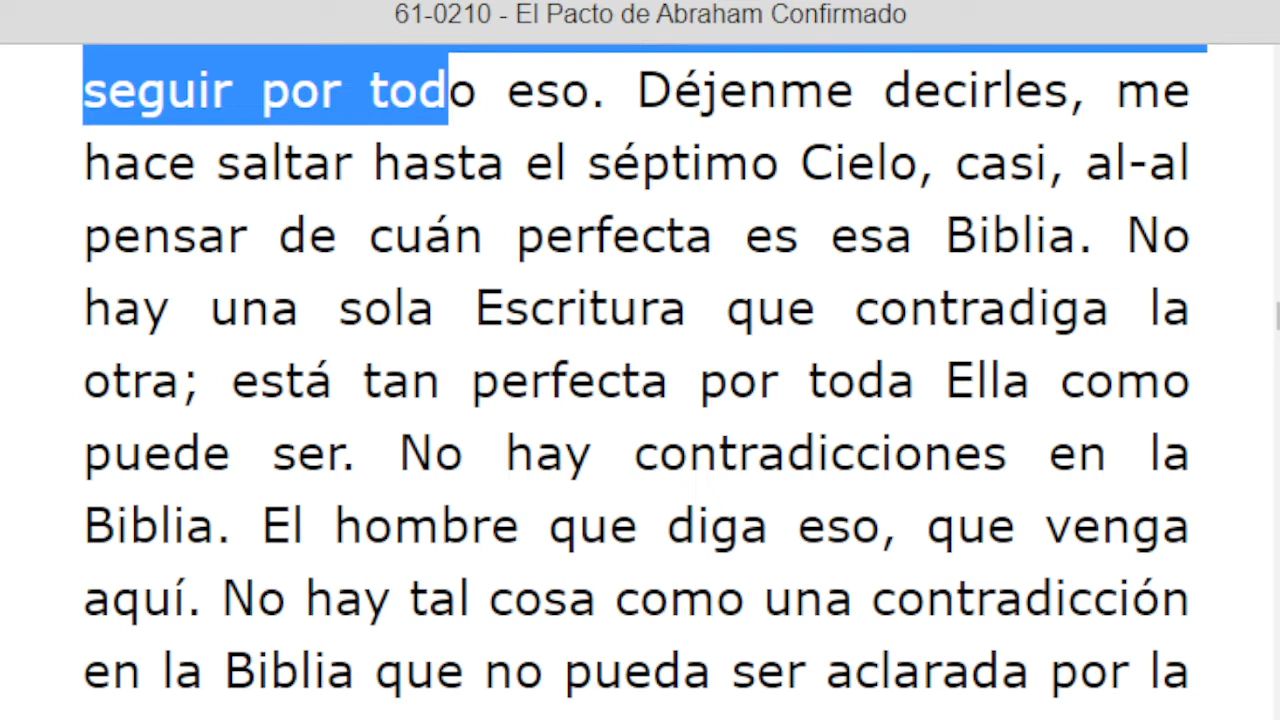 61-0210 - El Pacto de Abraham Confirmado
seguir por todo eso. Déjenme decirles, me
hace saltar hasta el séptimo Cielo, casi, al-al
pensar de cuán perfecta es esa Biblia. No
hay una sola Escritura que contradiga la
otra; está tan perfecta por toda Ella como
puede ser. No hay contradicciones en la
Biblia. El hombre que diga eso, que venga
aquí. No hay tal cosa como una contradicción
en la Biblia que no pueda ser aclarada por la